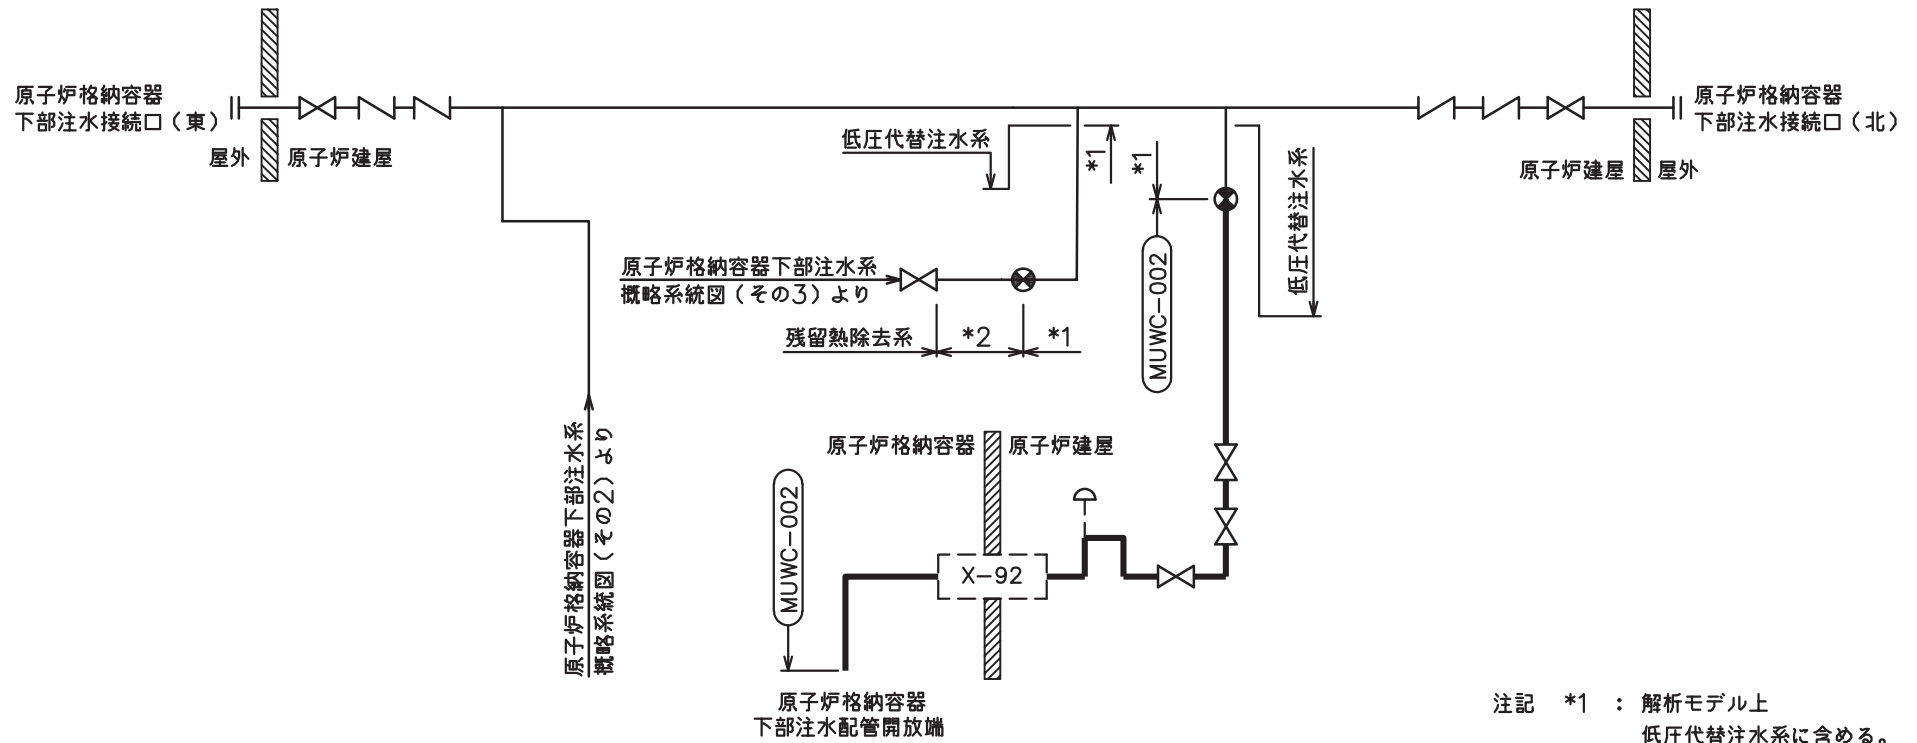 原子炉格納容器
下部注水接続口（東）
屋外
原子炉建屋
低圧代替注水系
*1
*1
原子炉格納容器
下部注水接続口（北）
原子炉建屋
屋外
低圧代替注水系
MUWC-002
原子炉格納容器下部注水系
概略系統図（その3）より
残留熱除去系
*2
*1
原子炉格納容器下部注水系
概略系統図（その2）より
原子炉格納容器
原子炉建屋
MUWC-002
X-92
原子炉格納容器
下部注水配管開放端
注記 *1 : 解析モデル上
低圧代替注水系に含める。